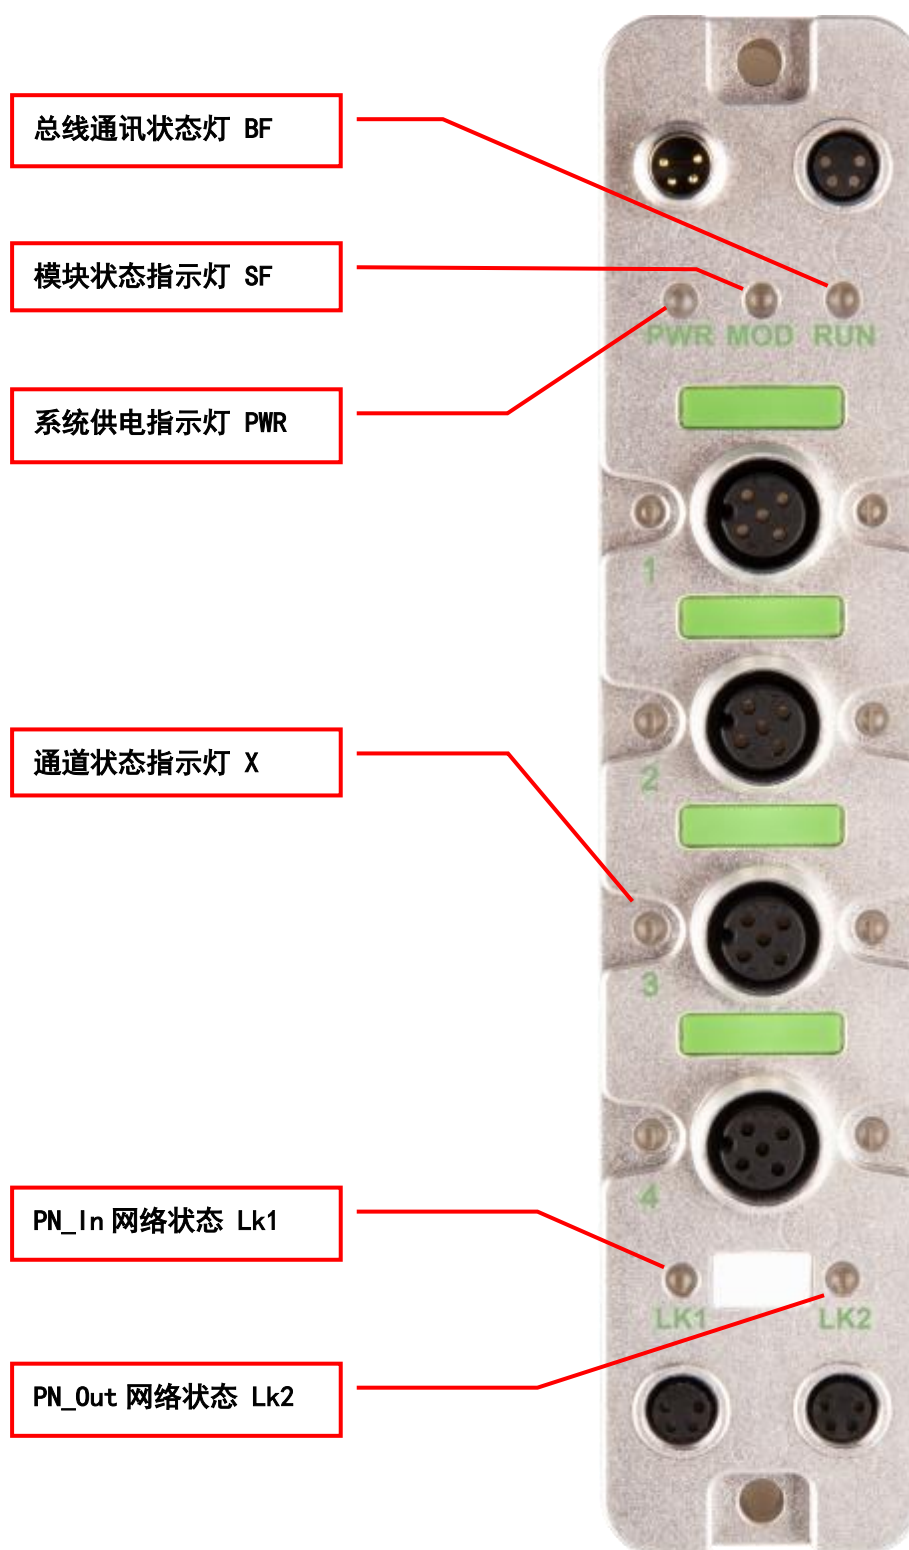 总线通讯状态灯 BF
模块状态指示灯 SF
系统供电指示灯 PWR
PWR MOD RUN
1
2
通道状态指示灯 X
3
4
PN_In 网络状态 Lk1
LK1 LK2
PN_Out 网络状态 Lk2